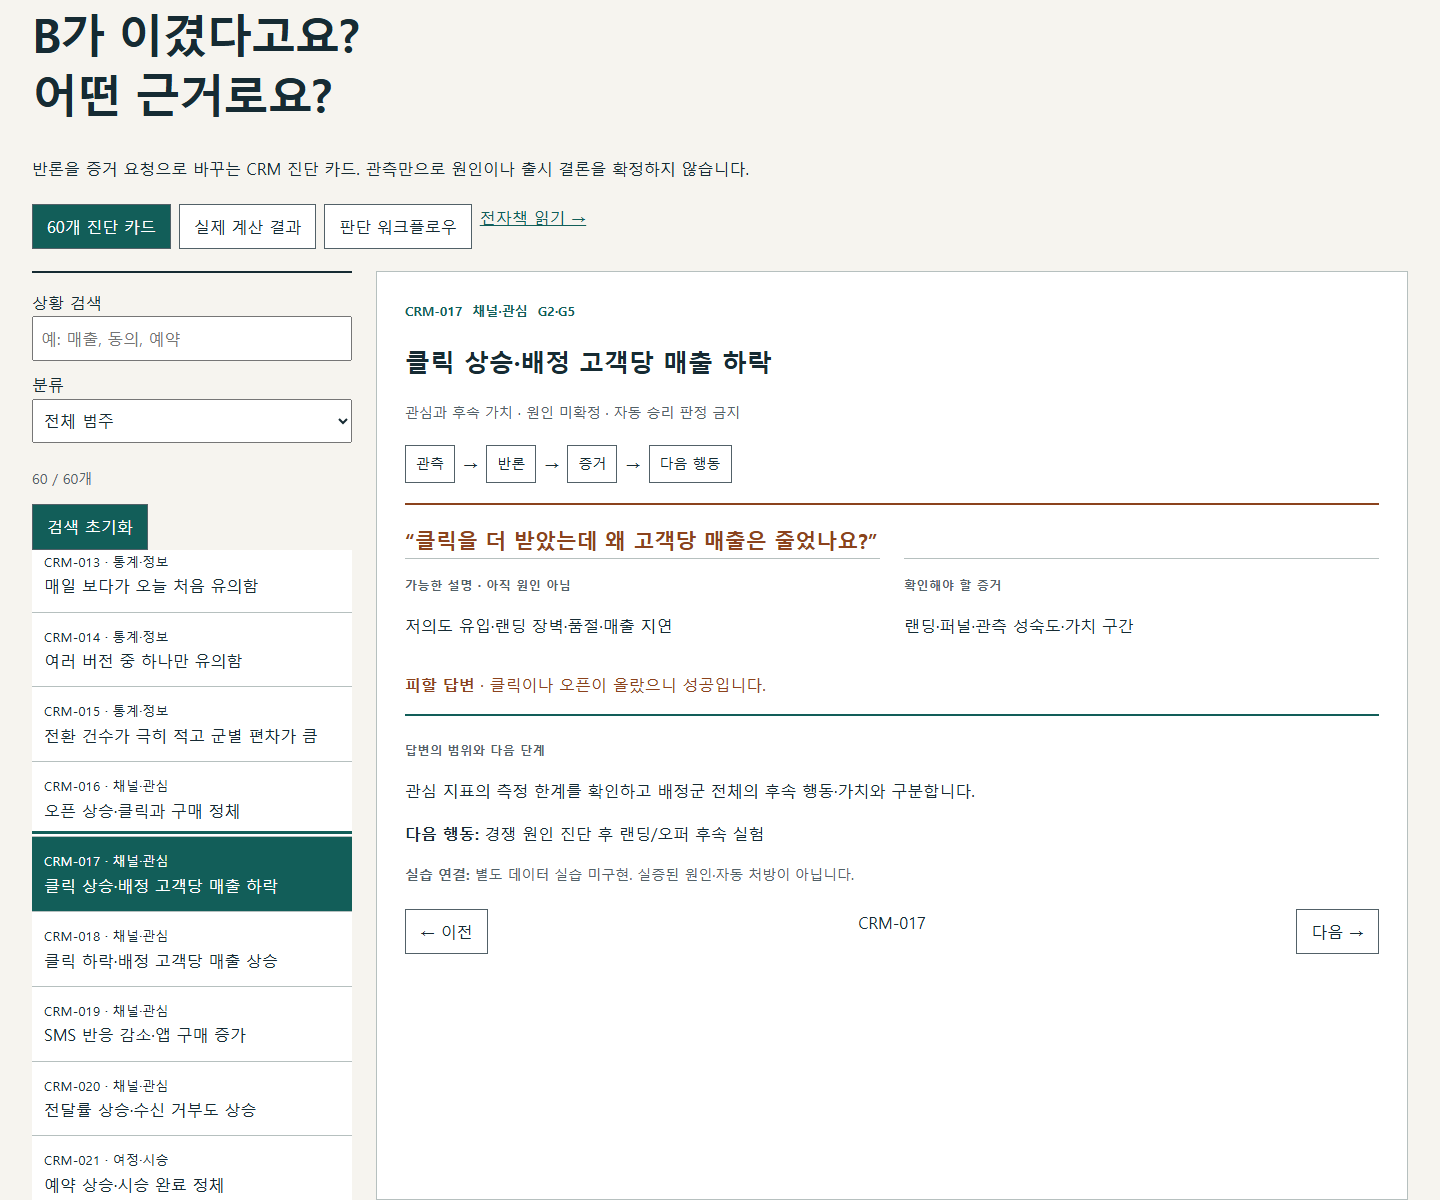 B가 이겼다고요?
어떤 근거로요?
반론을 증거 요청으로 바꾸는 CRM 진단 카드. 관측만으로 원인이나 출시 결론을 확정하지 않습니다.
60개 진단 카드
실제 계산 결과
판단 워크플로우
전자책 읽기 →
상황 검색
예: 매출, 동의, 예약
분류
전체 범주
60 / 60개
검색 초기화
CRM-013 · 통계·정보
매일 보다가 오늘 처음 유의함
CRM-014 · 통계·정보
여러 버전 중 하나만 유의함
CRM-015 · 통계·정보
전환 건수가 극히 적고 군별 편차가 큼
CRM-016 · 채널·관심
오픈 상승·클릭과 구매 정체
CRM-017 · 채널·관심
클릭 상승·배정 고객당 매출 하락
CRM-018 · 채널·관심
클릭 하락·배정 고객당 매출 상승
CRM-019 · 채널·관심
SMS 반응 감소·앱 구매 증가
CRM-020 · 채널·관심
전달률 상승·수신 거부도 상승
CRM-021 · 여정·시승
예약 상승·시승 완료 정체
CRM-017 채널·관심 G2·G5
클릭 상승·배정 고객당 매출 하락
관심과 후속 가치 · 원인 미확정 · 자동 승리 판정 금지
관측 → 반론 → 증거 → 다음 행동
“클릭을 더 받았는데 왜 고객당 매출은 줄었나요?”
가능한 설명 · 아직 원인 아님
저의도 유입·랜딩 장벽·품절·매출 지연
확인해야 할 증거
랜딩·퍼널·관측 성숙도·가치 구간
피할 답변 · 클릭이나 오픈이 올랐으니 성공입니다.
답변의 범위와 다음 단계
관심 지표의 측정 한계를 확인하고 배정군 전체의 후속 행동·가치와 구분합니다.
다음 행동: 경쟁 원인 진단 후 랜딩/오퍼 후속 실험
실습 연결: 별도 데이터 실습 미구현. 실증된 원인·자동 처방이 아닙니다.
← 이전
CRM-017
다음 →